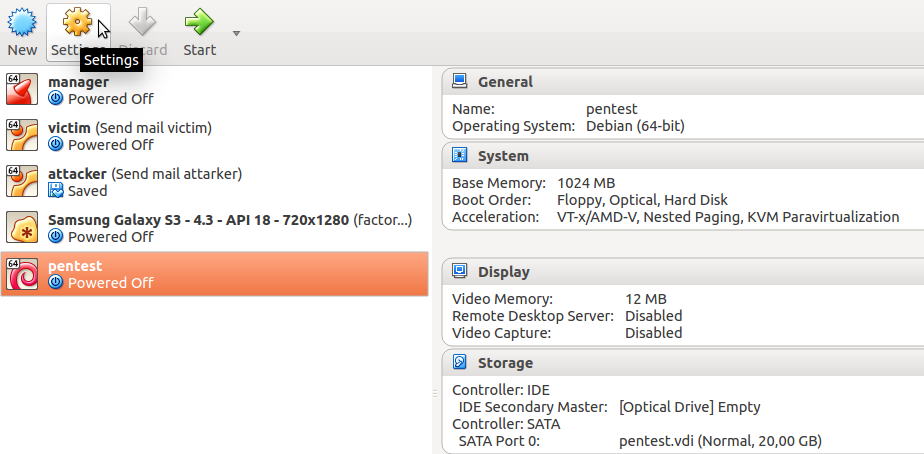 New Settings Discard Start
Settings
64 manager
Powered Off
64 victim (Send mail victim)
Powered Off
64 attacker (Send mail attarker)
Saved
Samsung Galaxy S3 - 4.3 - API 18 - 720x1280 (factor...)
Powered Off
64 pentest
Powered Off
General
Name: pentest
Operating System: Debian (64-bit)
System
Base Memory: 1024 MB
Boot Order: Floppy, Optical, Hard Disk
Acceleration: VT-x/AMD-V, Nested Paging, KVM Paravirtualization
Display
Video Memory: 12 MB
Remote Desktop Server: Disabled
Video Capture: Disabled
Storage
Controller: IDE
IDE Secondary Master: [Optical Drive] Empty
Controller: SATA
SATA Port 0: pentest.vdi (Normal, 20,00 GB)